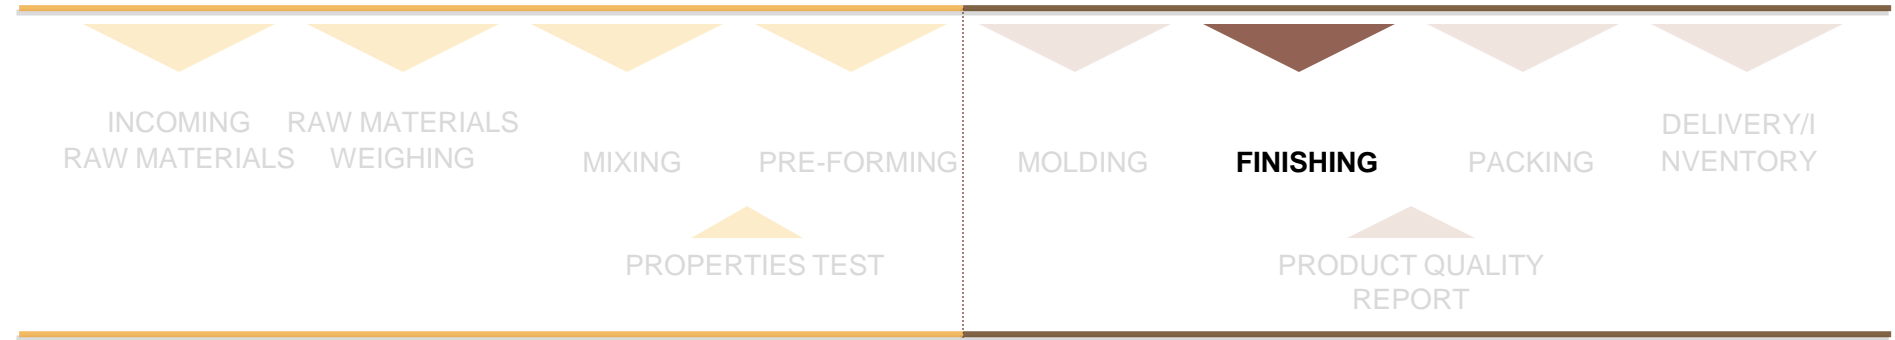 INCOMING
RAW MATERIALS
RAW MATERIALS
WEIGHING
MIXING
PRE-FORMING
MOLDING
FINISHING
PACKING
DELIVERY/I
NVENTORY
PROPERTIES TEST
PRODUCT QUALITY
REPORT